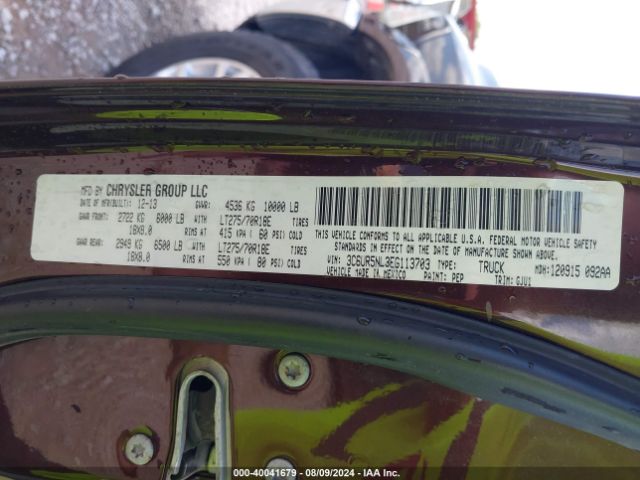 MFD BY CHRYSLER GROUP LLC
DATE OF MFR(BUILT): 12-13 GVWR: 4536 KG 10000 LB
GAWR FRONT: 2722 KG 6000 LB WITH LT275/70R18E TIRES
18X8.0 RIMS AT 415 KPA ( 60 PSI) COLD
GAWR REAR: 2949 KG 6500 LB WITH LT275/70R18E TIRES
18X8.0 RIMS AT 550 KPA ( 80 PSI) COLD
THIS VEHICLE CONFORMS TO ALL APPLICABLE U.S.A. FEDERAL MOTOR VEHICLE SAFETY
STANDARDS IN EFFECT ON THE DATE OF MANUFACTURE SHOWN ABOVE.
VIN: 3C6UR5NL3EG113703 TYPE: TRUCK MDH: 120915 092AA
VEHICLE MADE IN MEXICO PAINT: PEP TRIM: GJU1
000-40041679 - 08/09/2024 - IAA Inc.